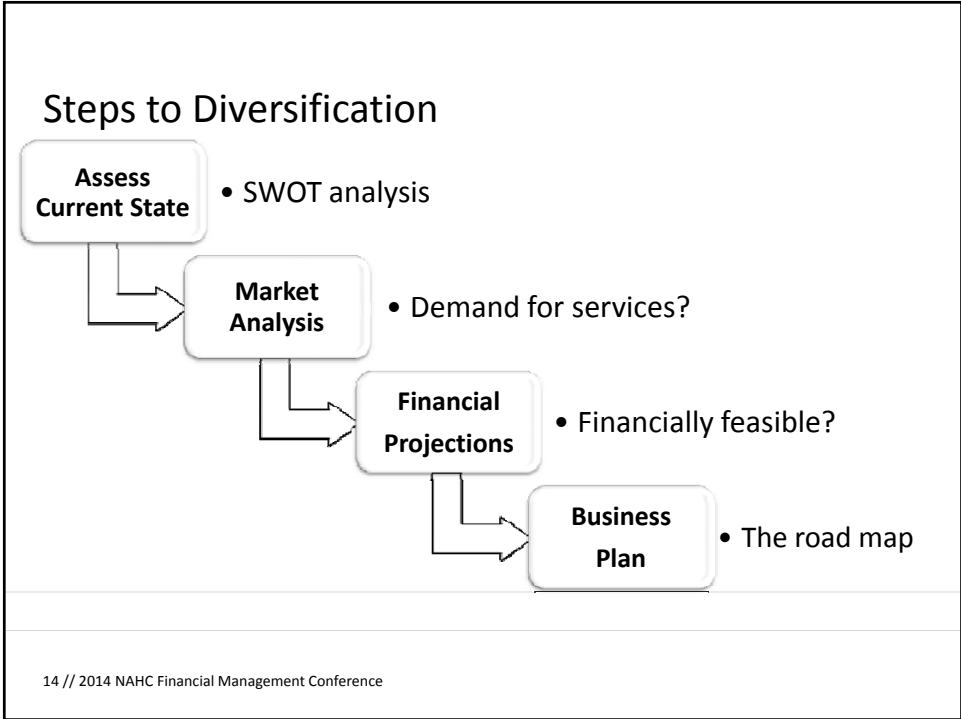 Steps to Diversification
Assess
Current State
• SWOT analysis
Market
Analysis
• Demand for services?
Financial
Projections
• Financially feasible?
Business
Plan
• The road map
14 // 2014 NAHC Financial Management Conference